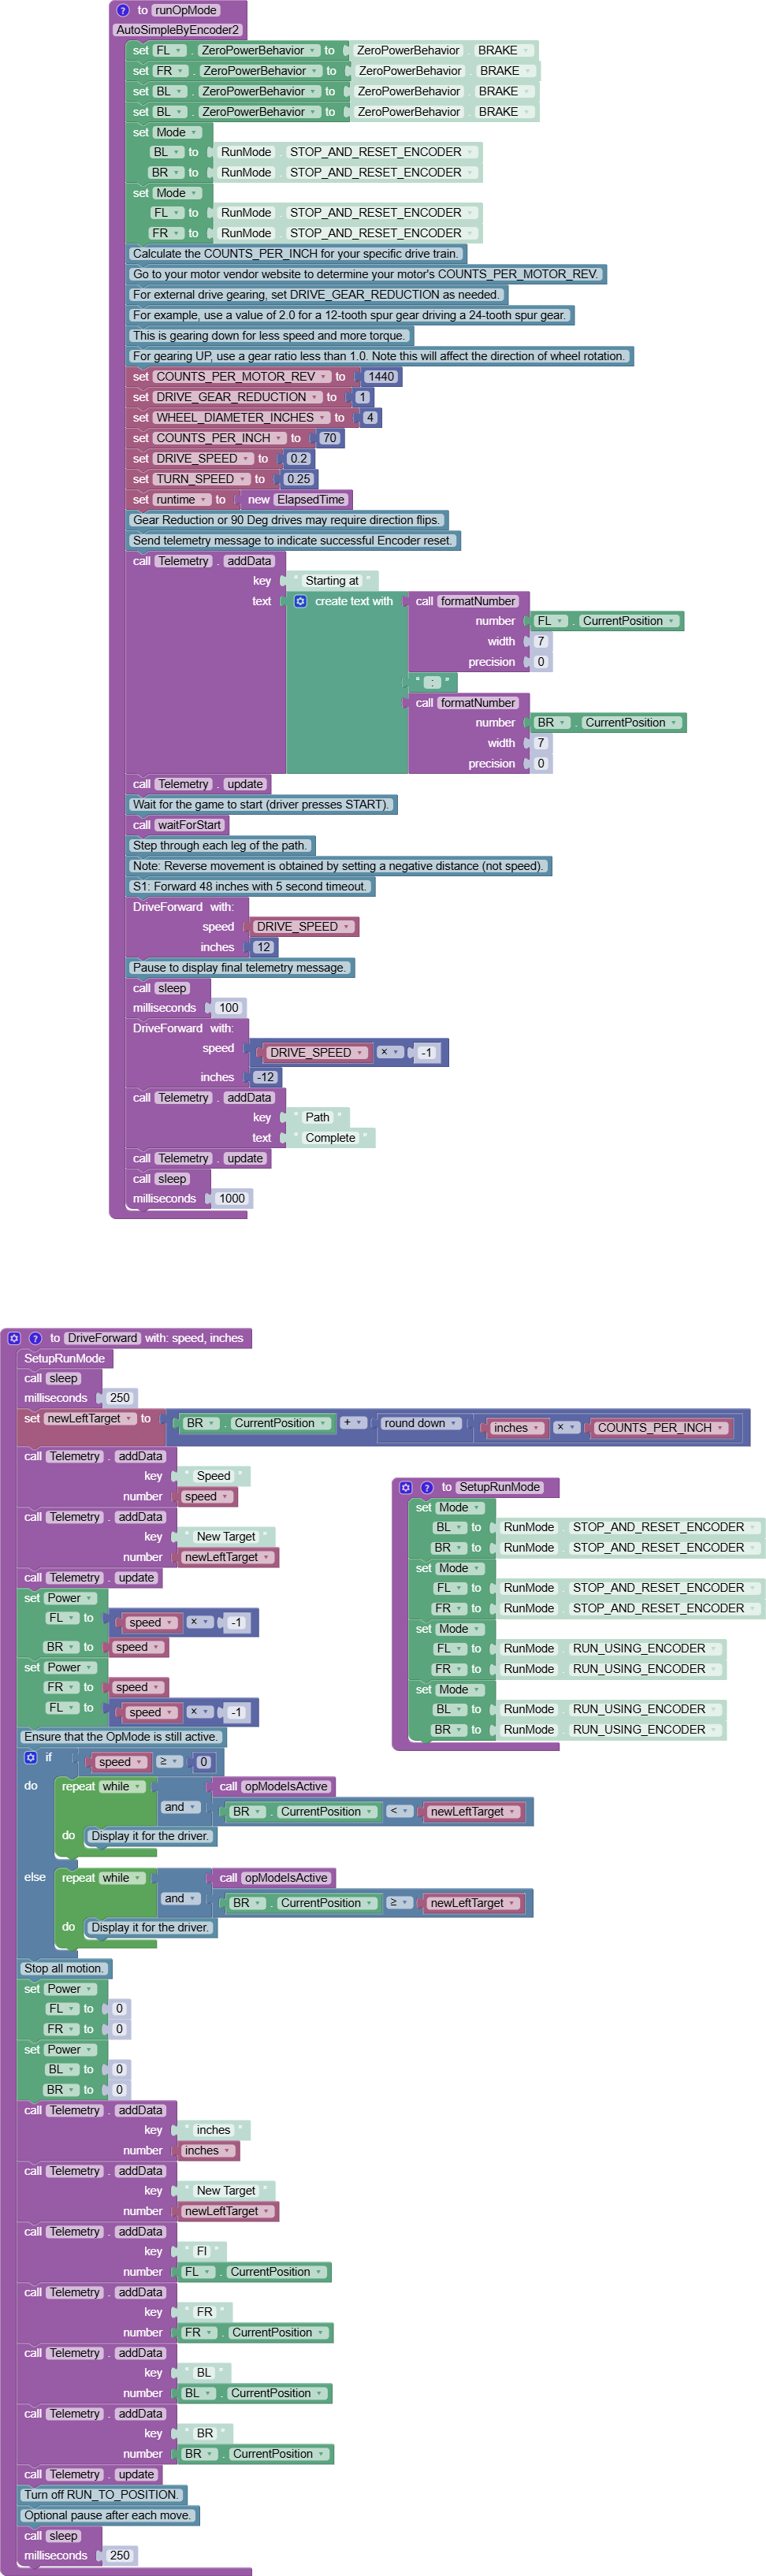 to runOpMode
AutoSimpleByEncoder2
set FL . ZeroPowerBehavior to ZeroPowerBehavior . BRAKE
set FR . ZeroPowerBehavior to ZeroPowerBehavior . BRAKE
set BL . ZeroPowerBehavior to ZeroPowerBehavior . BRAKE
set BL . ZeroPowerBehavior to ZeroPowerBehavior . BRAKE
set Mode
BL to RunMode . STOP_AND_RESET_ENCODER
BR to RunMode . STOP_AND_RESET_ENCODER
set Mode
FL to RunMode . STOP_AND_RESET_ENCODER
FR to RunMode . STOP_AND_RESET_ENCODER
Calculate the COUNTS_PER_INCH for your specific drive train.
Go to your motor vendor website to determine your motor's COUNTS_PER_MOTOR_REV.
For external drive gearing, set DRIVE_GEAR_REDUCTION as needed.
For example, use a value of 2.0 for a 12-tooth spur gear driving a 24-tooth spur gear.
This is gearing down for less speed and more torque.
For gearing UP, use a gear ratio less than 1.0. Note this will affect the direction of wheel rotation.
set COUNTS_PER_MOTOR_REV to 1440
set DRIVE_GEAR_REDUCTION to 1
set WHEEL_DIAMETER_INCHES to 4
set COUNTS_PER_INCH to 70
set DRIVE_SPEED to 0.2
set TURN_SPEED to 0.25
set runtime to new ElapsedTime
Gear Reduction or 90 Deg drives may require direction flips.
Send telemetry message to indicate successful Encoder reset.
call Telemetry . addData
key " Starting at "
text create text with call formatNumber
number FL . CurrentPosition
width 7
precision 0
" : "
call formatNumber
number BR . CurrentPosition
width 7
precision 0
call Telemetry . update
Wait for the game to start (driver presses START).
call waitForStart
Step through each leg of the path.
Note: Reverse movement is obtained by setting a negative distance (not speed).
S1: Forward 48 inches with 5 second timeout.
DriveForward with:
speed DRIVE_SPEED
inches 12
Pause to display final telemetry message.
call sleep
milliseconds 100
DriveForward with:
speed DRIVE_SPEED × -1
inches -12
call Telemetry . addData
key " Path "
text " Complete "
call Telemetry . update
call sleep
milliseconds 1000
to DriveForward with: speed, inches
SetupRunMode
call sleep
milliseconds 250
set newLeftTarget to BR . CurrentPosition + round down inches × COUNTS_PER_INCH
call Telemetry . addData
key " Speed "
number speed
call Telemetry . addData
key " New Target "
number newLeftTarget
call Telemetry . update
set Power
FL to speed × -1
BR to speed
set Power
FR to speed
FL to speed × -1
Ensure that the OpMode is still active.
if speed ≥ 0
do repeat while call opModeIsActive
and BR . CurrentPosition < newLeftTarget
do Display it for the driver.
else repeat while call opModeIsActive
and BR . CurrentPosition ≥ newLeftTarget
do Display it for the driver.
Stop all motion.
set Power
FL to 0
FR to 0
set Power
BL to 0
BR to 0
call Telemetry . addData
key " inches "
number inches
call Telemetry . addData
key " New Target "
number newLeftTarget
call Telemetry . addData
key " Fl "
number FL . CurrentPosition
call Telemetry . addData
key " FR "
number FR . CurrentPosition
call Telemetry . addData
key " BL "
number BL . CurrentPosition
call Telemetry . addData
key " BR "
number BR . CurrentPosition
call Telemetry . update
Turn off RUN_TO_POSITION.
Optional pause after each move.
call sleep
milliseconds 250
to SetupRunMode
set Mode
BL to RunMode . STOP_AND_RESET_ENCODER
BR to RunMode . STOP_AND_RESET_ENCODER
set Mode
FL to RunMode . STOP_AND_RESET_ENCODER
FR to RunMode . STOP_AND_RESET_ENCODER
set Mode
FL to RunMode . RUN_USING_ENCODER
FR to RunMode . RUN_USING_ENCODER
set Mode
BL to RunMode . RUN_USING_ENCODER
BR to RunMode . RUN_USING_ENCODER